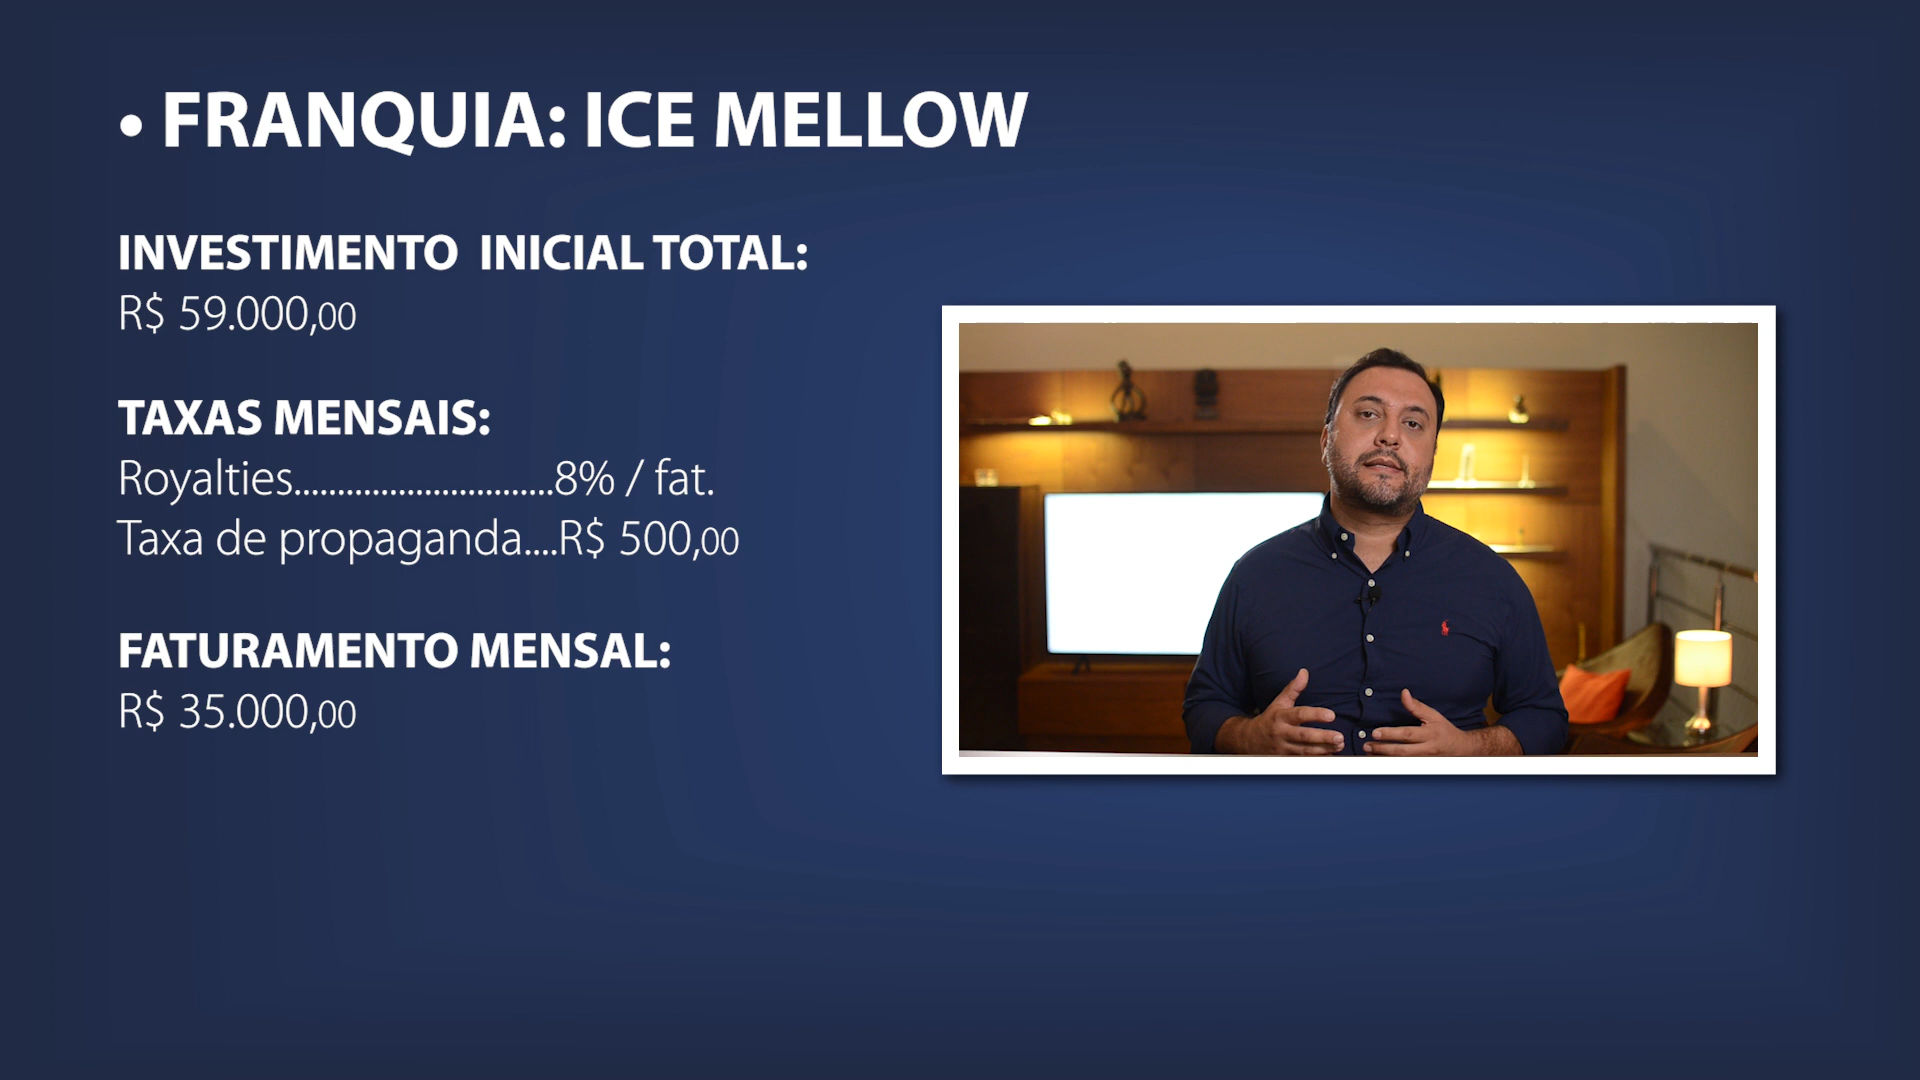 • FRANQUIA: ICE MELLOW
INVESTIMENTO INICIAL TOTAL:
R$ 59.000,00
TAXAS MENSAIS:
Royalties............................8% / fat.
Taxa de propaganda....R$ 500,00
FATURAMENTO MENSAL:
R$ 35.000,00